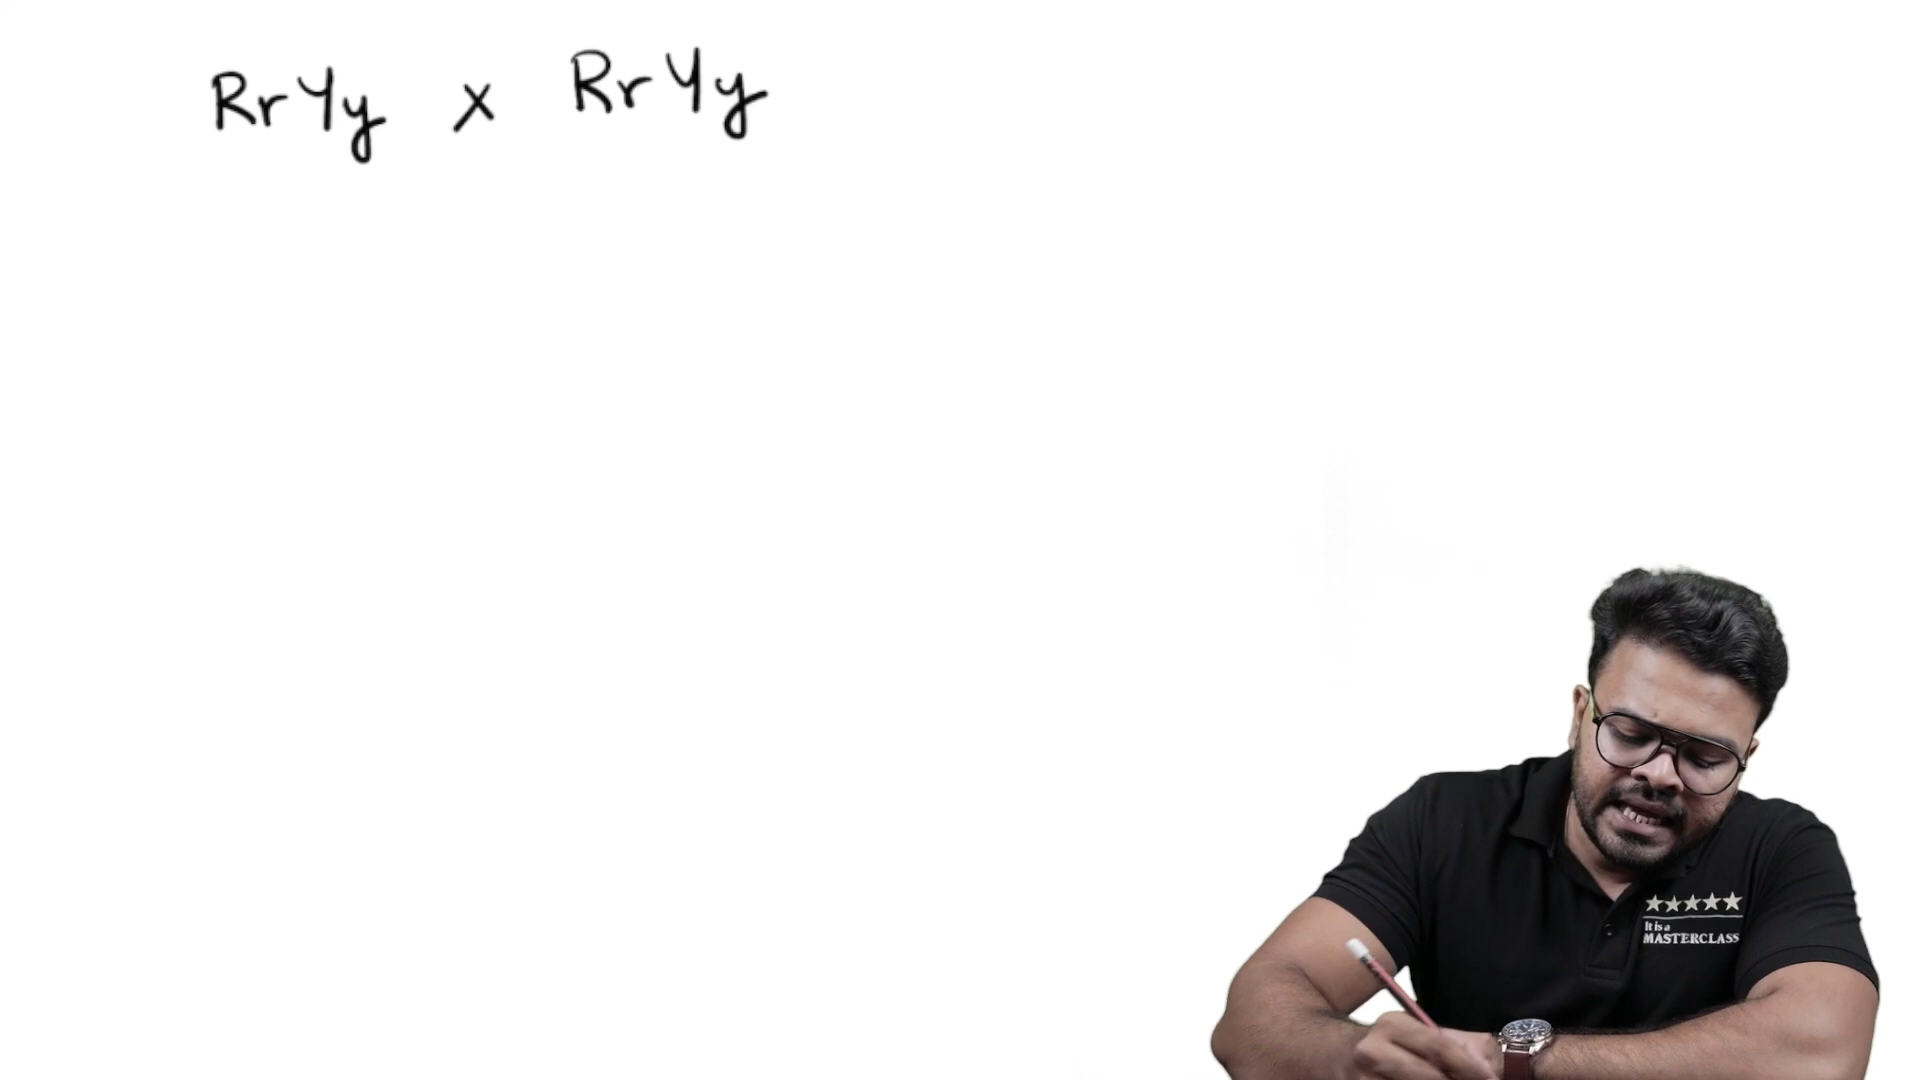 RrYy x RrYy
★★★★★
It is a
MASTERCLASS